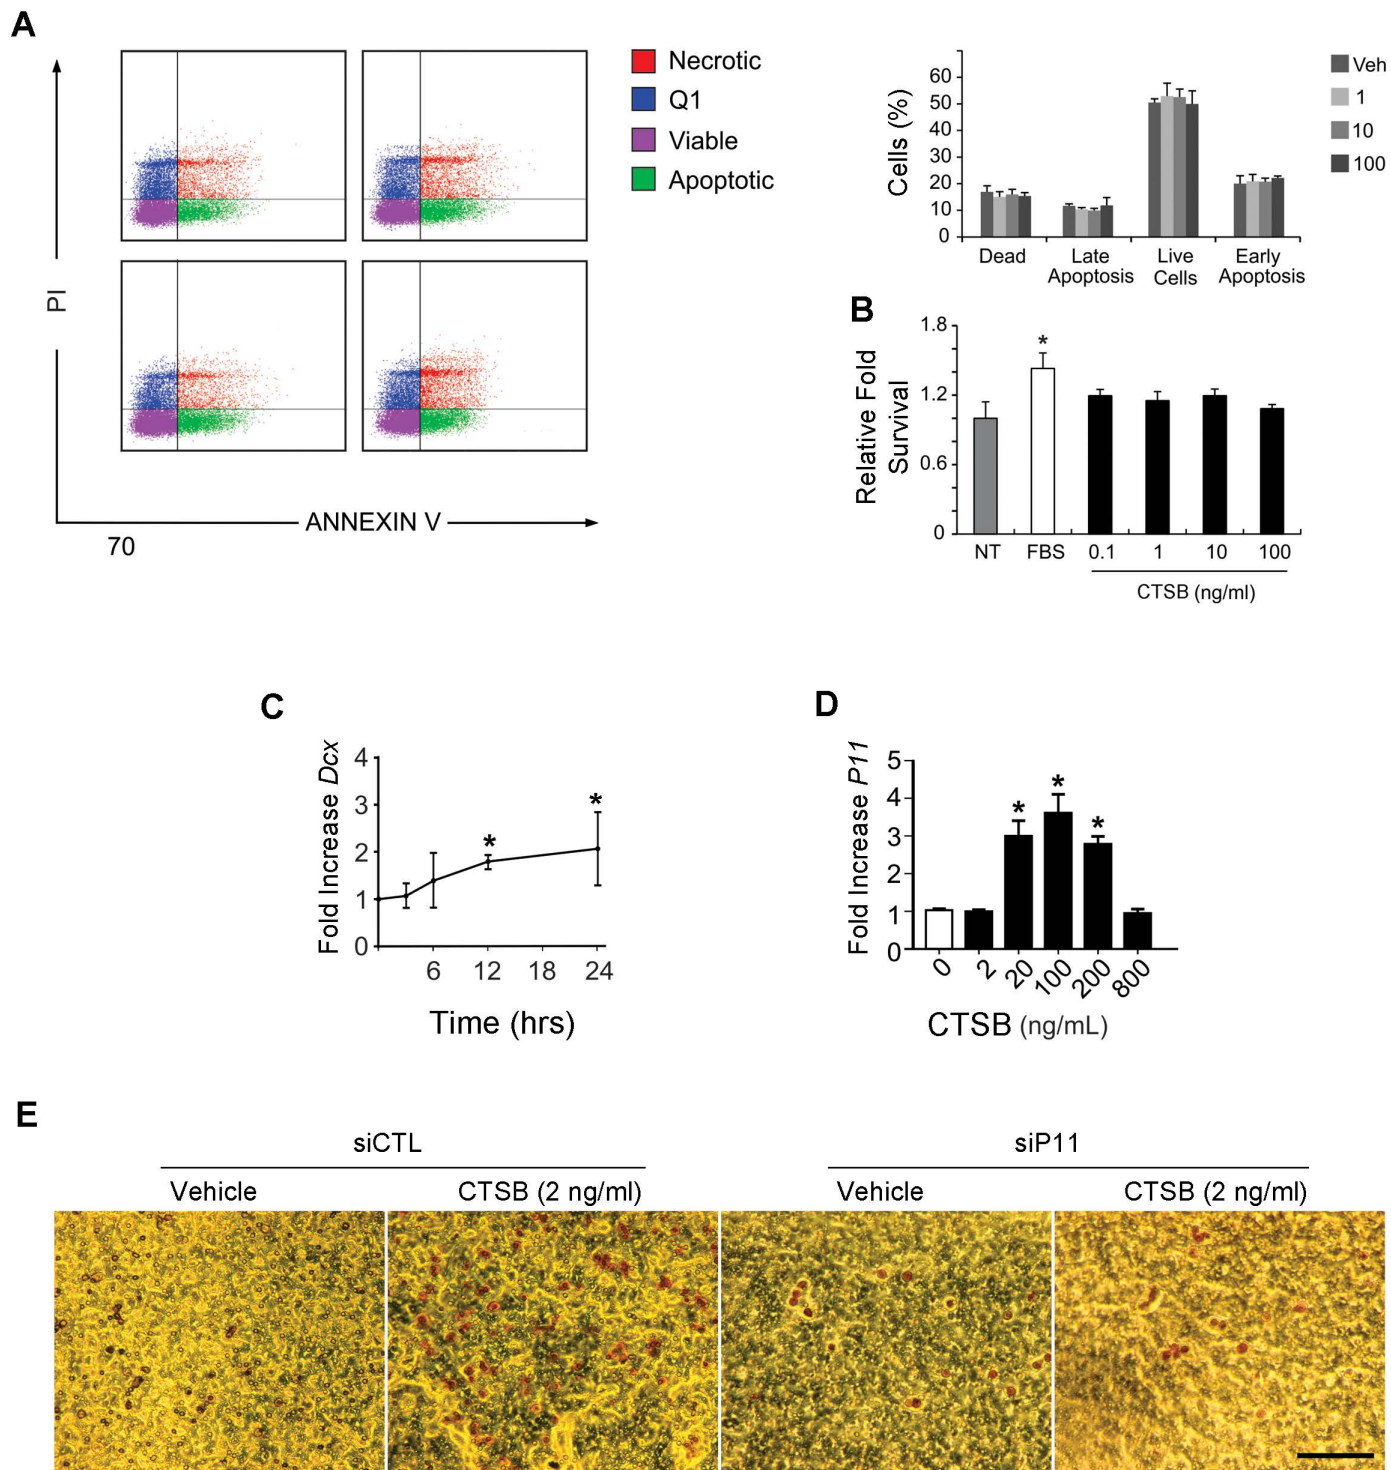 A
Necrotic
Q1
Viable
Apoptotic
PI
ANNEXIN V
70
Cells (%)
60
50
40
30
20
10
0
Dead
Late
Apoptosis
Live
Cells
Early
Apoptosis
Veh
1
10
100
B
Relative Fold
Survival
1.8
*
1.2
0.6
0
NT FBS 0.1 1 10 100
CTSB (ng/ml)
C
Fold Increase Dcx
4
3
2
1
0
* *
6 12 18 24
Time (hrs)
D
Fold Increase P11
5
4
3
2
1
0
* * *
0 2 20 100 200 800
CTSB (ng/mL)
E
siCTL siP11
Vehicle CTSB (2 ng/ml) Vehicle CTSB (2 ng/ml)